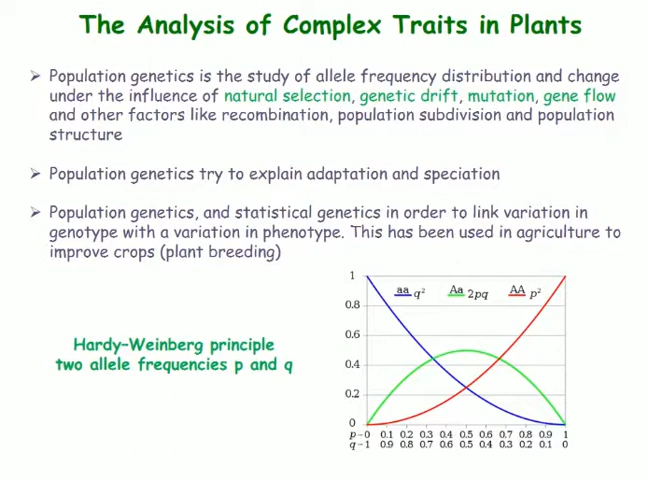 The Analysis of Complex Traits in Plants
➢ Population genetics is the study of allele frequency distribution and change
under the influence of natural selection, genetic drift, mutation, gene flow
and other factors like recombination, population subdivision and population
structure
➢ Population genetics try to explain adaptation and speciation
➢ Population genetics, and statistical genetics in order to link variation in
genotype with a variation in phenotype. This has been used in agriculture to
improve crops (plant breeding)
Hardy–Weinberg principle
two allele frequencies p and q
aa q² Aa 2pq AA p²
1
0.8
0.6
0.4
0.2
0
p–0 0.1 0.2 0.3 0.4 0.5 0.6 0.7 0.8 0.9 1
q–1 0.9 0.8 0.7 0.6 0.5 0.4 0.3 0.2 0.1 0